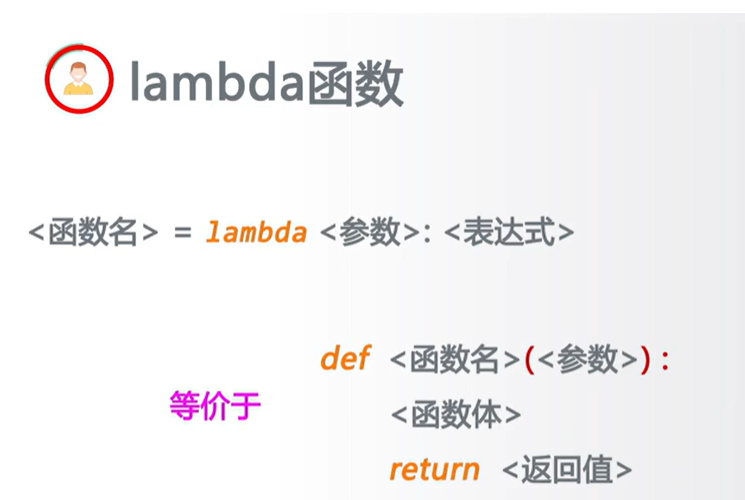 lambda函数
<函数名> = lambda <参数>: <表达式>
def <函数名>(<参数>):
等价于
<函数体>
return <返回值>